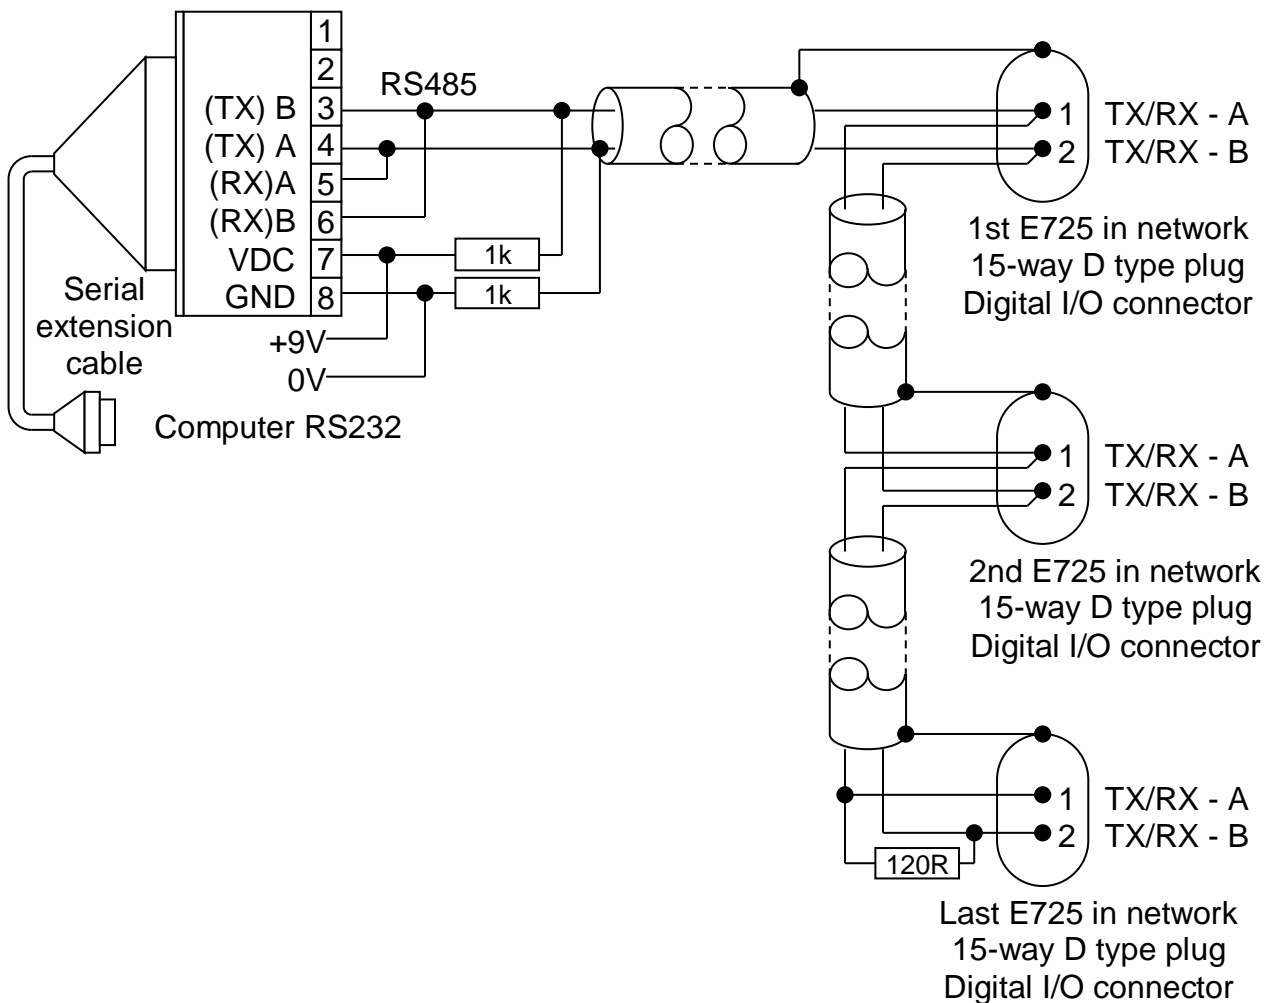 1
2
RS485
(TX) B 3
(TX) A 4
(RX)A 5
(RX)B 6
VDC 7
GND 8
1k
1k
+9V
0V
Serial
extension
cable
Computer RS232
1 TX/RX - A
2 TX/RX - B
1st E725 in network
15-way D type plug
Digital I/O connector
1 TX/RX - A
2 TX/RX - B
2nd E725 in network
15-way D type plug
Digital I/O connector
1 TX/RX - A
2 TX/RX - B
120R
Last E725 in network
15-way D type plug
Digital I/O connector